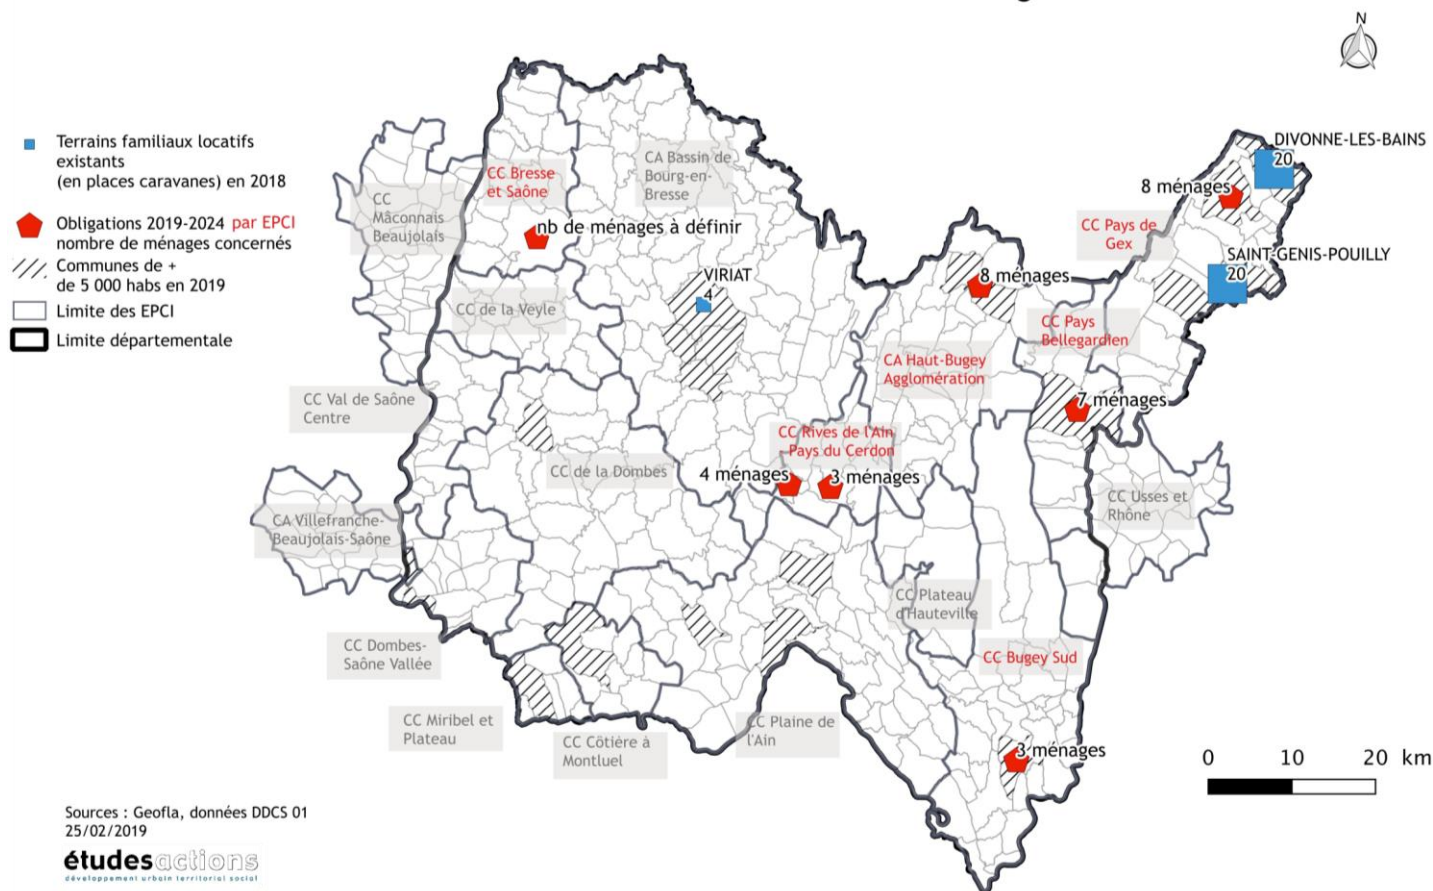 N
Terrains familiaux locatifs
existants
(en places caravanes) en 2018
Obligations 2019-2024 par EPCI
nombre de ménages concernés
Communes de +
de 5 000 habs en 2019
Limite des EPCI
Limite départementale
DIVONNE-LES-BAINS
20
8 ménages
CC Pays de
Gex
SAINT-GENIS-POUILLY
20
CA Bassin de
Bourg-en-
Bresse
CC Bresse
et Saône
CC
Mâconnais
Beaujolais
nb de ménages à définir
VIRIAT
4
8 ménages
CC de la Veyle
CC Pays
Bellegardien
CA Haut-Bugey
Agglomération
7 ménages
CC Val de Saône
Centre
CC Rives de l'Ain
Pays du Cerdon
CC de la Dombes
4 ménages
3 ménages
CC Usses et
Rhône
CA Villefranche-
Beaujolais-Saône
CC Plateau
d'Hauteville
CC Dombes-
Saône Vallée
CC Bugey Sud
CC Miribel et
Plateau
CC Côtière à
Montluel
CC Plaine de
l'Ain
3 ménages
0 10 20 km
Sources : Geofla, données DDCS 01
25/02/2019
étudesactions
développement urbain territorial social